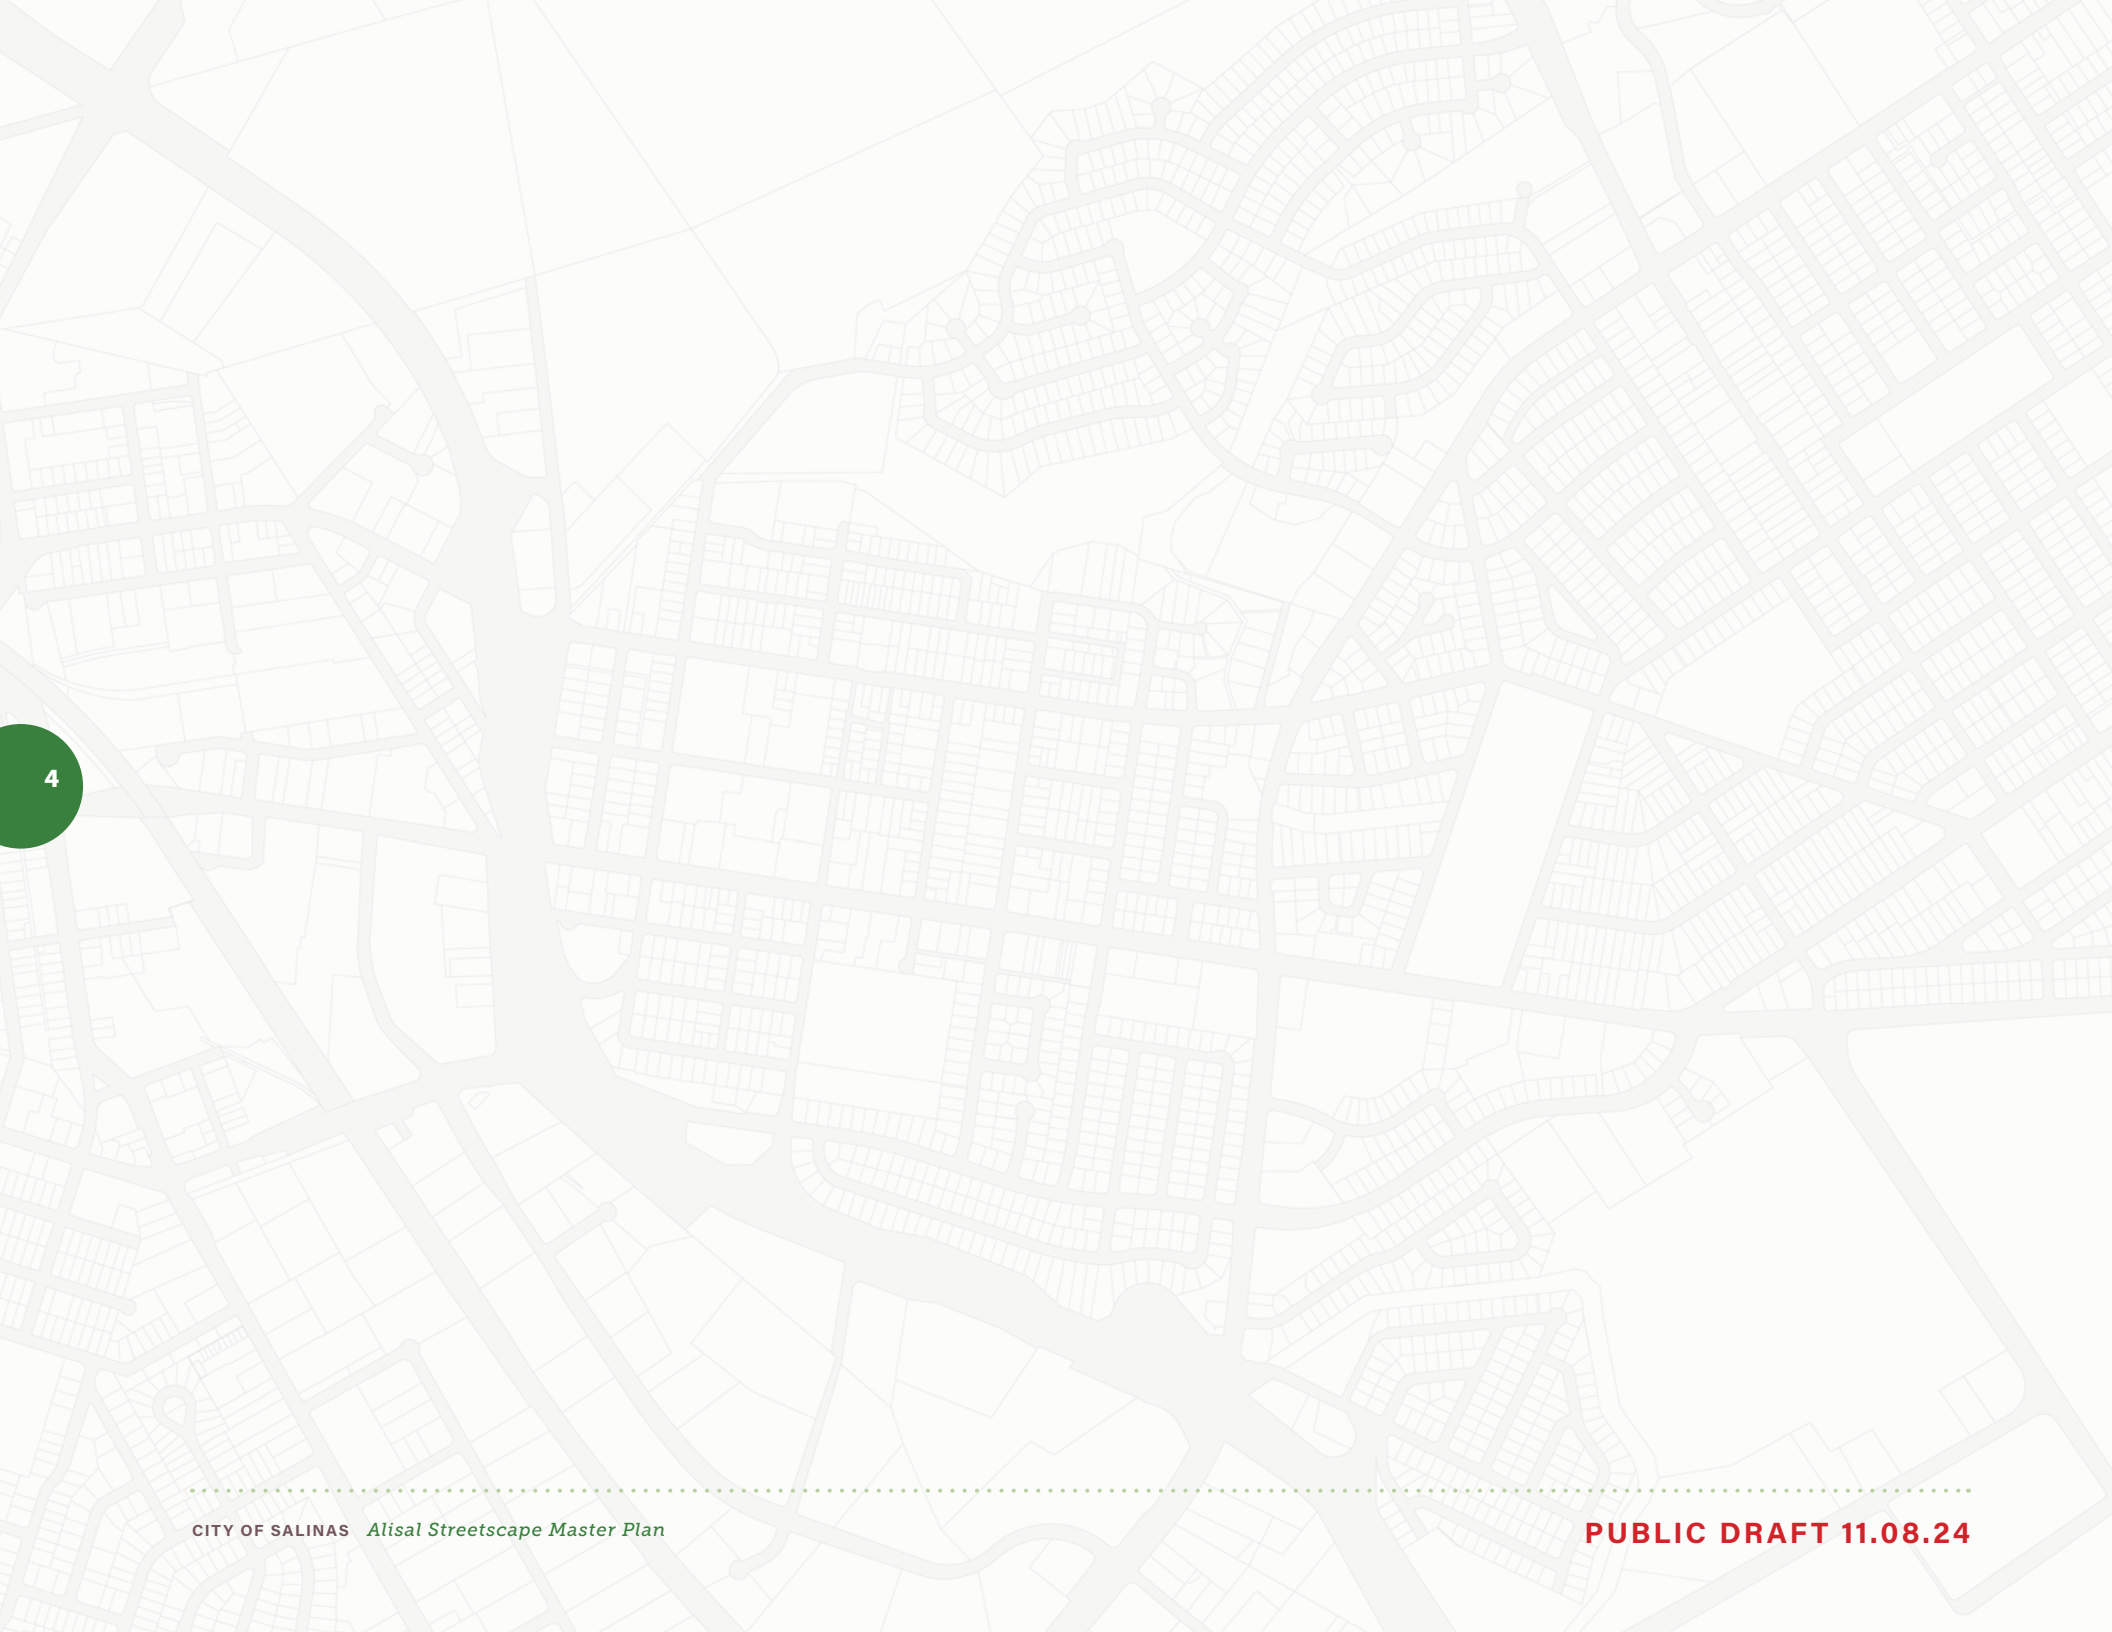 4
CITY OF SALINAS Alisal Streetscape Master Plan
PUBLIC DRAFT 11.08.24